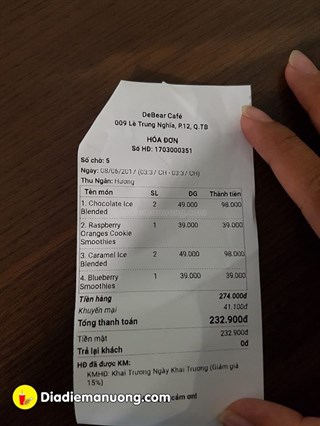 DeBear Café
009 Lê Trung Nghĩa, P.12, Q.TB
HÓA ĐƠN
Số HĐ: 1703000351
Số chờ: 5
Ngày: 08/06/2017 (03:37 CH - 03:37 CH)
Thu Ngân: Hương
Tên món SL ĐG Thành tiền
1. Chocolate Ice 2 49.000 98.000
Blended
2. Raspberry 1 39.000 39.000
Oranges Cookie
Smoothies
3. Caramel Ice 2 49.000 98.000
Blended
4. Blueberry 1 39.000 39.000
Smoothies
Tiền hàng 274.000đ
Khuyến mại 41.100đ
Tổng thanh toán 232.900đ
Tiền mặt 232.900đ
Trả lại khách 0đ
HĐ đã được KM:
KMHĐ: Khai Trương Ngày Khai Trương (Giảm giá
15%)
cảm ơn!
Diadiemanuong.com